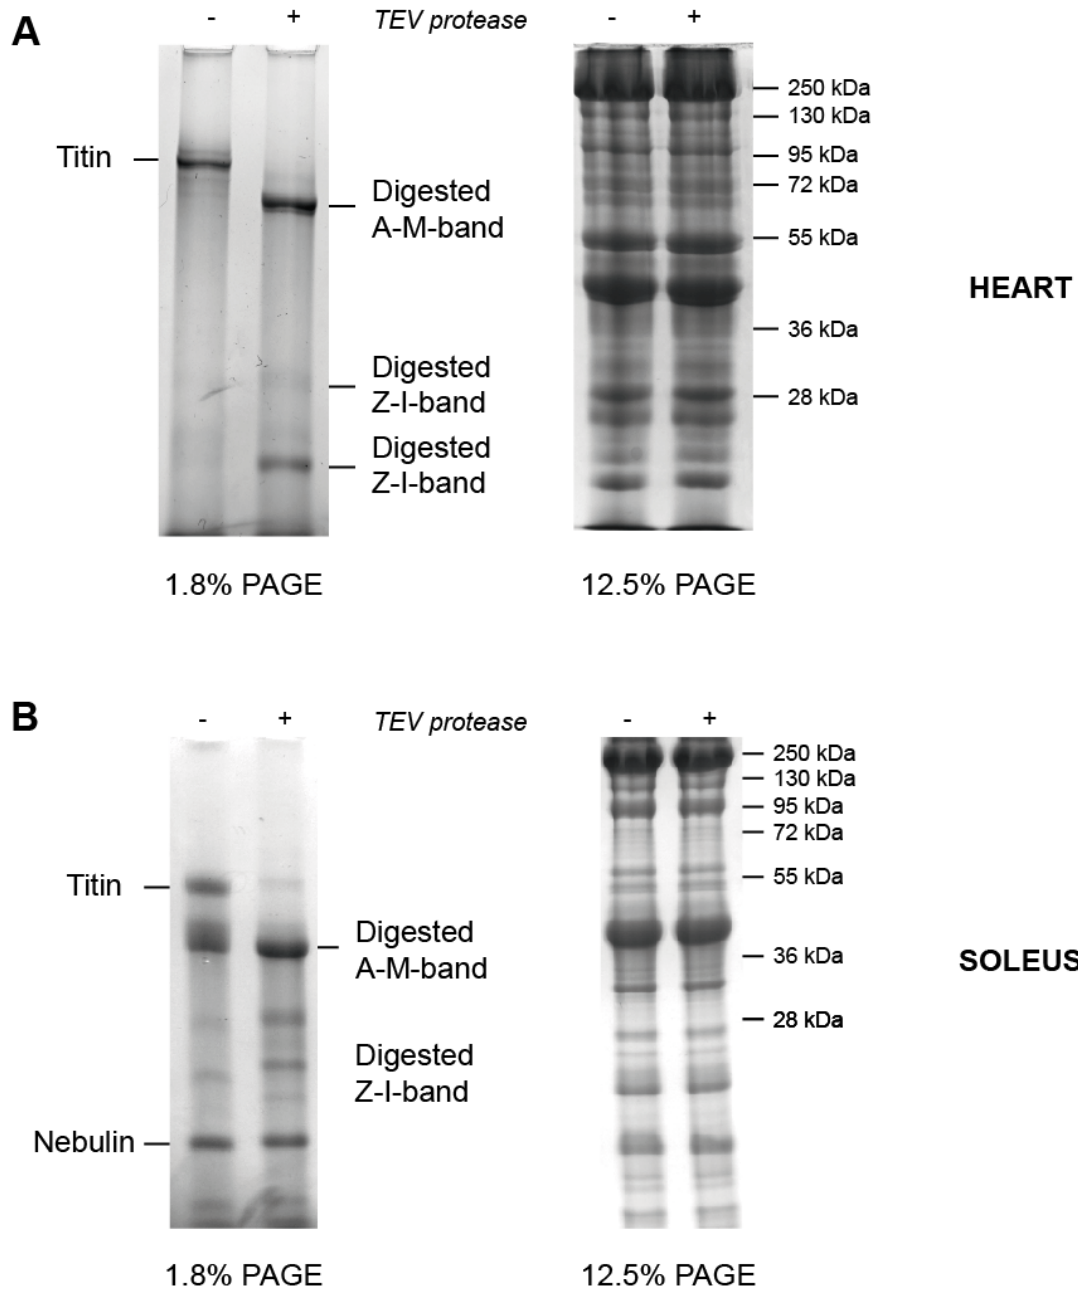 A
- + TEV protease - +
Titin
Digested
A-M-band
Digested
Z-I-band
Digested
Z-I-band
250 kDa
130 kDa
95 kDa
72 kDa
55 kDa
36 kDa
28 kDa
HEART
1.8% PAGE 12.5% PAGE
B
- + TEV protease - +
Titin
Nebulin
Digested
A-M-band
Digested
Z-I-band
250 kDa
130 kDa
95 kDa
72 kDa
55 kDa
36 kDa
28 kDa
SOLEUS
1.8% PAGE 12.5% PAGE